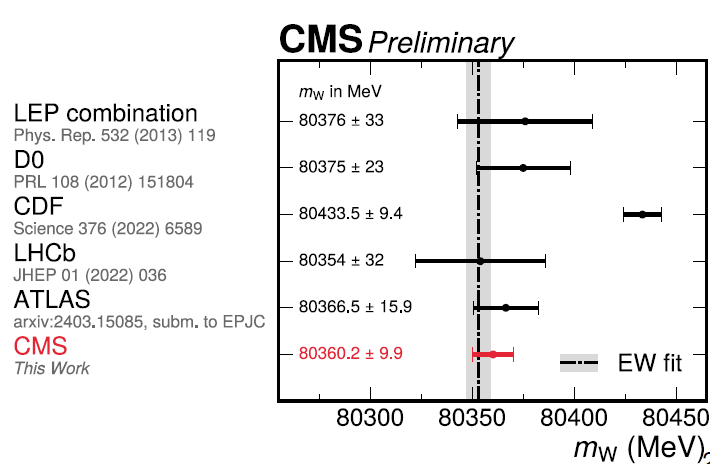 CMS Preliminary
mW in MeV
LEP combination
Phys. Rep. 532 (2013) 119
80376 ± 33
D0
PRL 108 (2012) 151804
80375 ± 23
CDF
Science 376 (2022) 6589
80433.5 ± 9.4
LHCb
JHEP 01 (2022) 036
80354 ± 32
ATLAS
arxiv:2403.15085, subm. to EPJC
80366.5 ± 15.9
CMS
This Work
80360.2 ± 9.9
EW fit
80300 80350 80400 80450
mW (MeV)